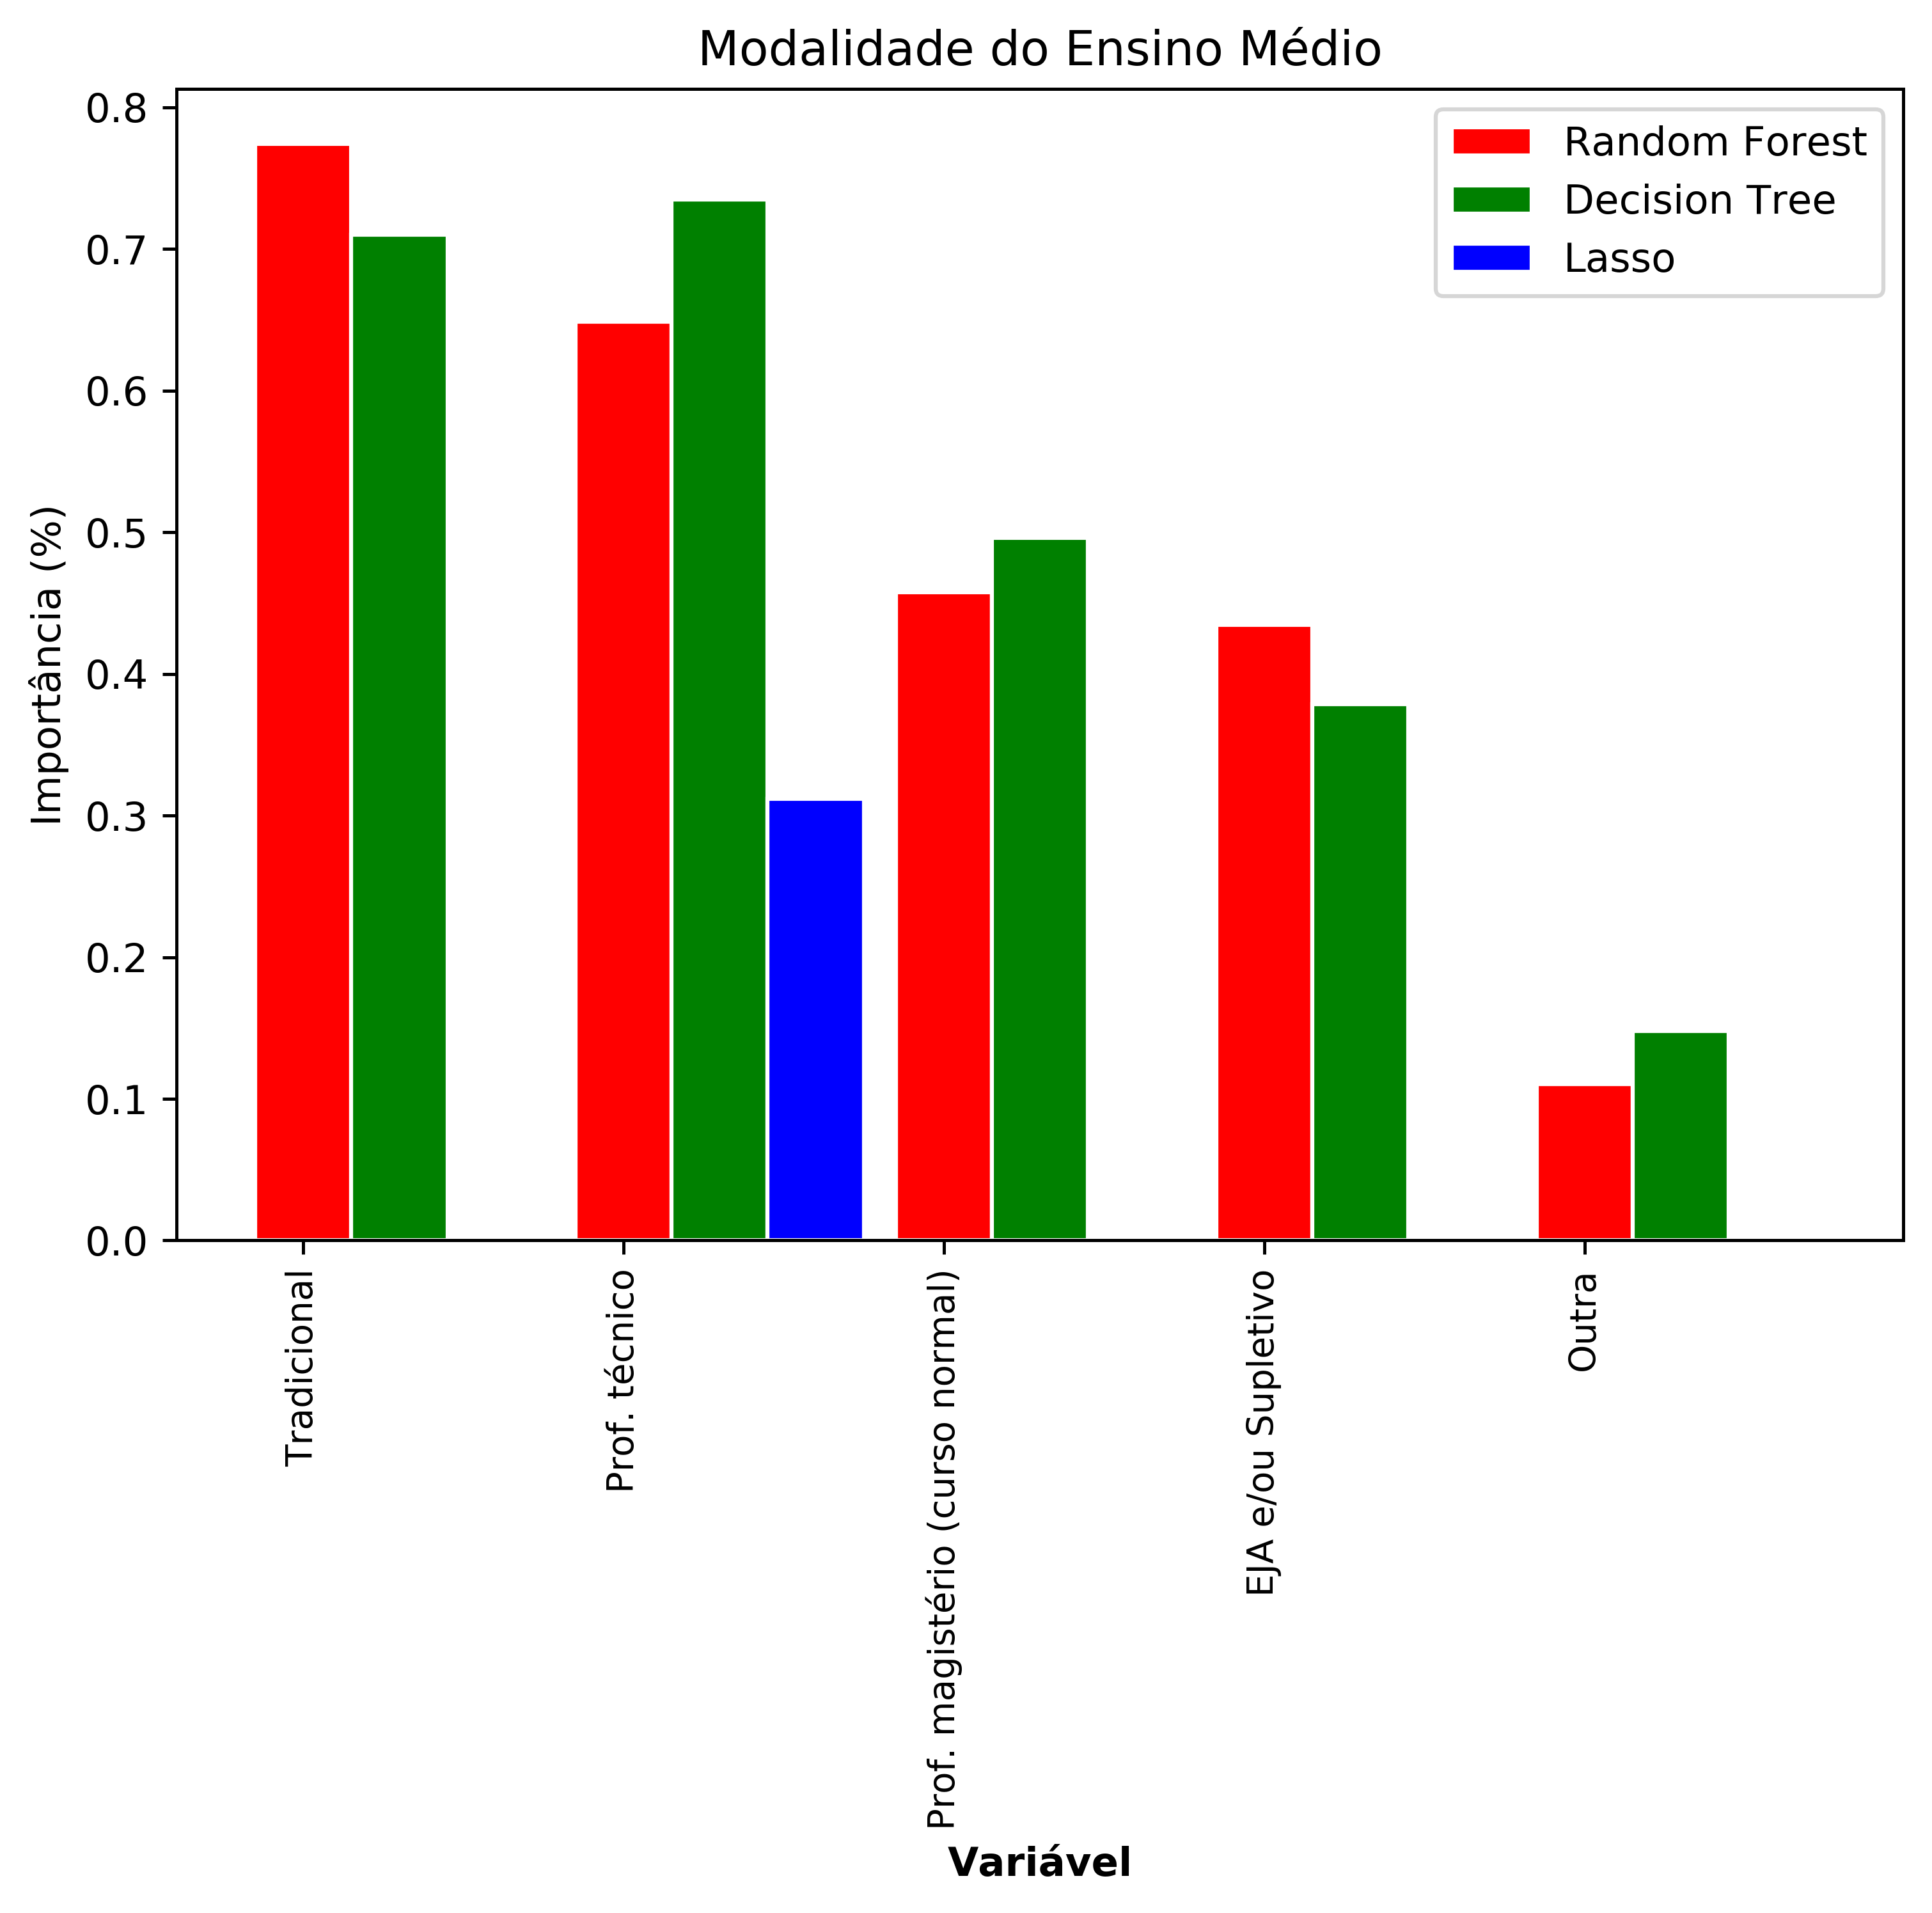 Modalidade do Ensino Médio
Random Forest
Decision Tree
Lasso
Importância (%)
0.8
0.7
0.6
0.5
0.4
0.3
0.2
0.1
0.0
Tradicional
Prof. técnico
Prof. magistério (curso normal)
EJA e/ou Supletivo
Outra
Variável